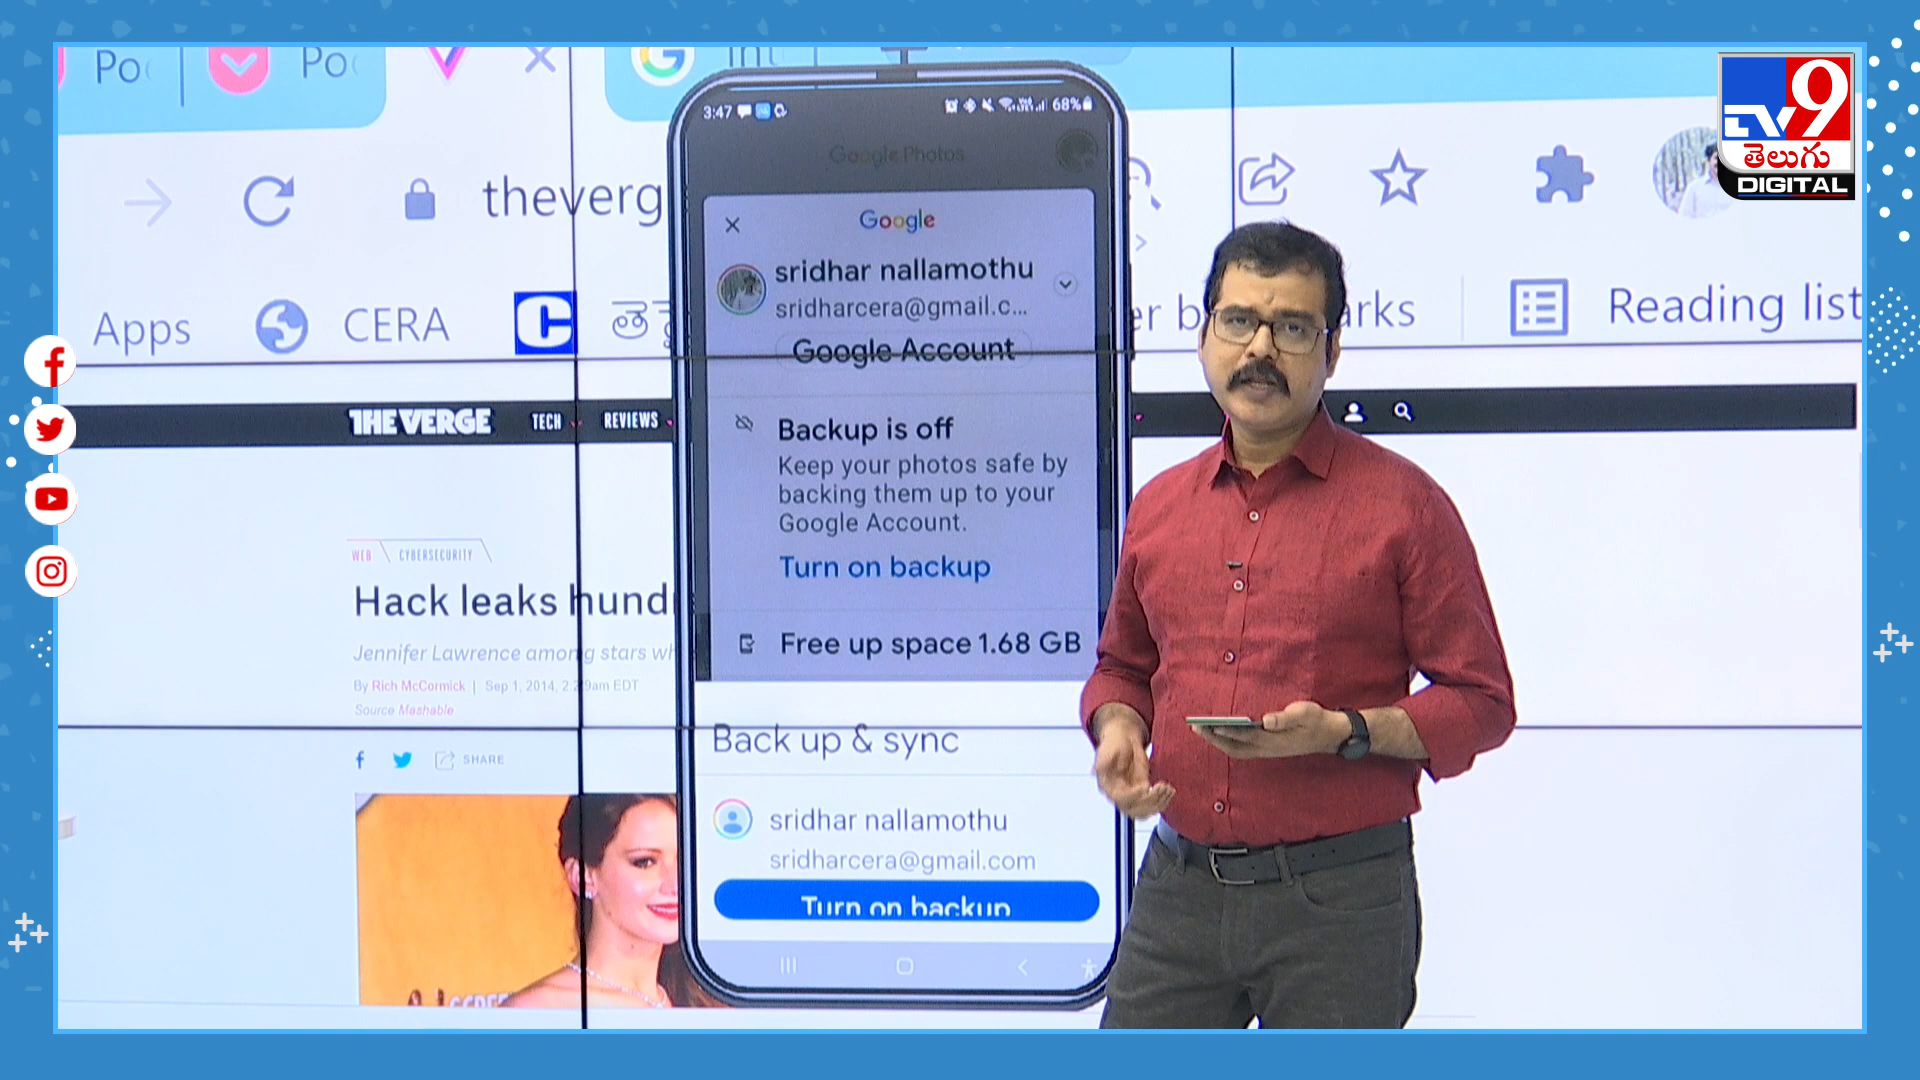 Po
Po
TV9
తెలుగు
DIGITAL
3:47
68%
Google Photos
theverg
Google
sridhar nallamothu
sridharcera@gmail.c...
Google Account
Apps
CERA
Reading list
THE VERGE
TECH
REVIEWS
Backup is off
Keep your photos safe by
backing them up to your
Google Account.
Turn on backup
WEB
CYBERSECURITY
Hack leaks hund
Free up space 1.68 GB
Jennifer Lawrence among stars wh
By Rich McCormick | Sep 1, 2014, 2:29am EDT
Source Mashable
Back up & sync
SHARE
sridhar nallamothu
sridharcera@gmail.com
Turn on backup